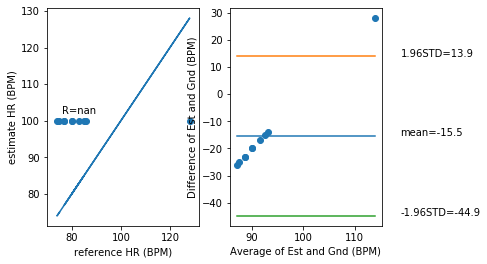 130
120
110
100
90
80
estimate HR (BPM)
R=nan
80
100
120
reference HR (BPM)
30
20
10
0
−10
−20
−30
−40
Difference of Est and Gnd (BPM)
90
100
110
Average of Est and Gnd (BPM)
1.96STD=13.9
mean=-15.5
-1.96STD=-44.9